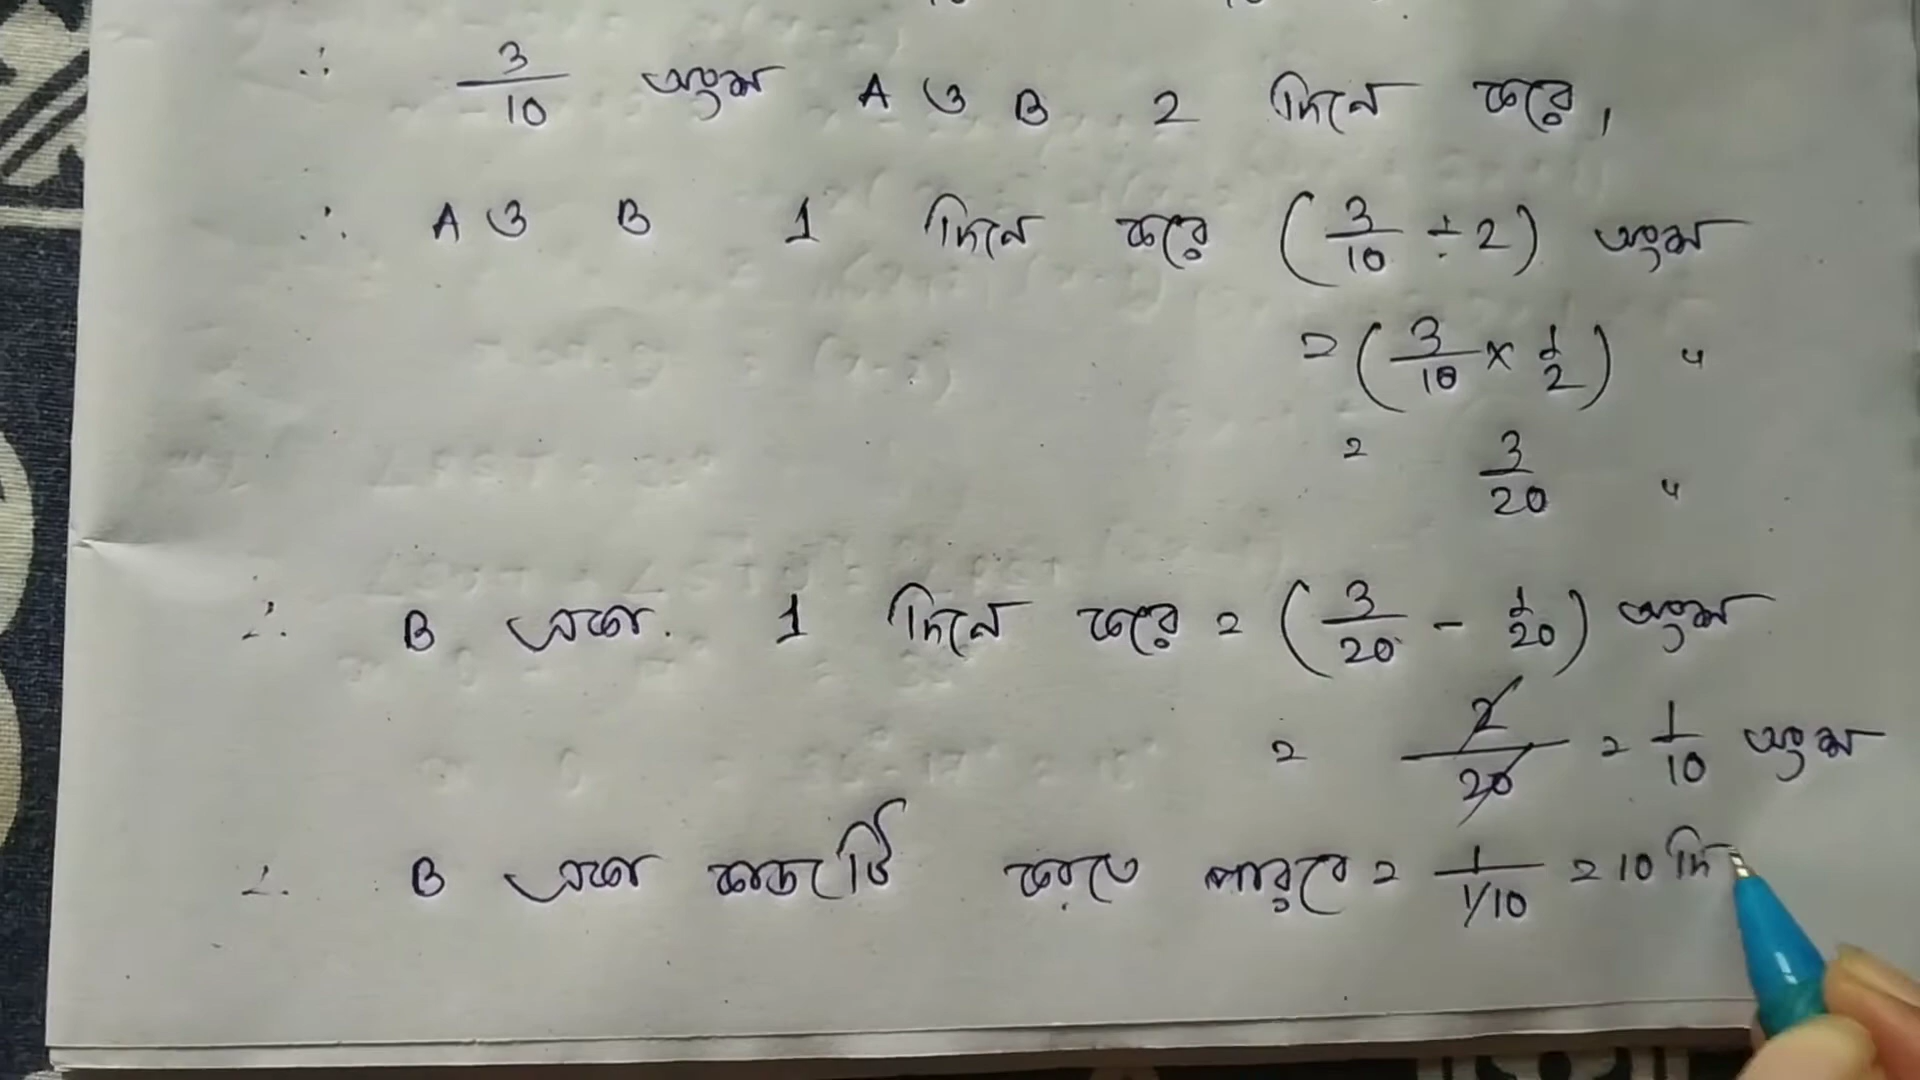 ∴ 3/10 অংশ A ও B 2 দিনে করে,
∴ A ও B 1 দিনে করে (3/10 ÷ 2) অংশ
= (3/10 × 1/2) "
= 3/20 "
∴ B একা 1 দিনে করে = (3/20 - 1/20) অংশ
= 2/20 = 1/10 অংশ
∴ B একা কাজটি করতে পারবে = 1/1/10 = 10 দি